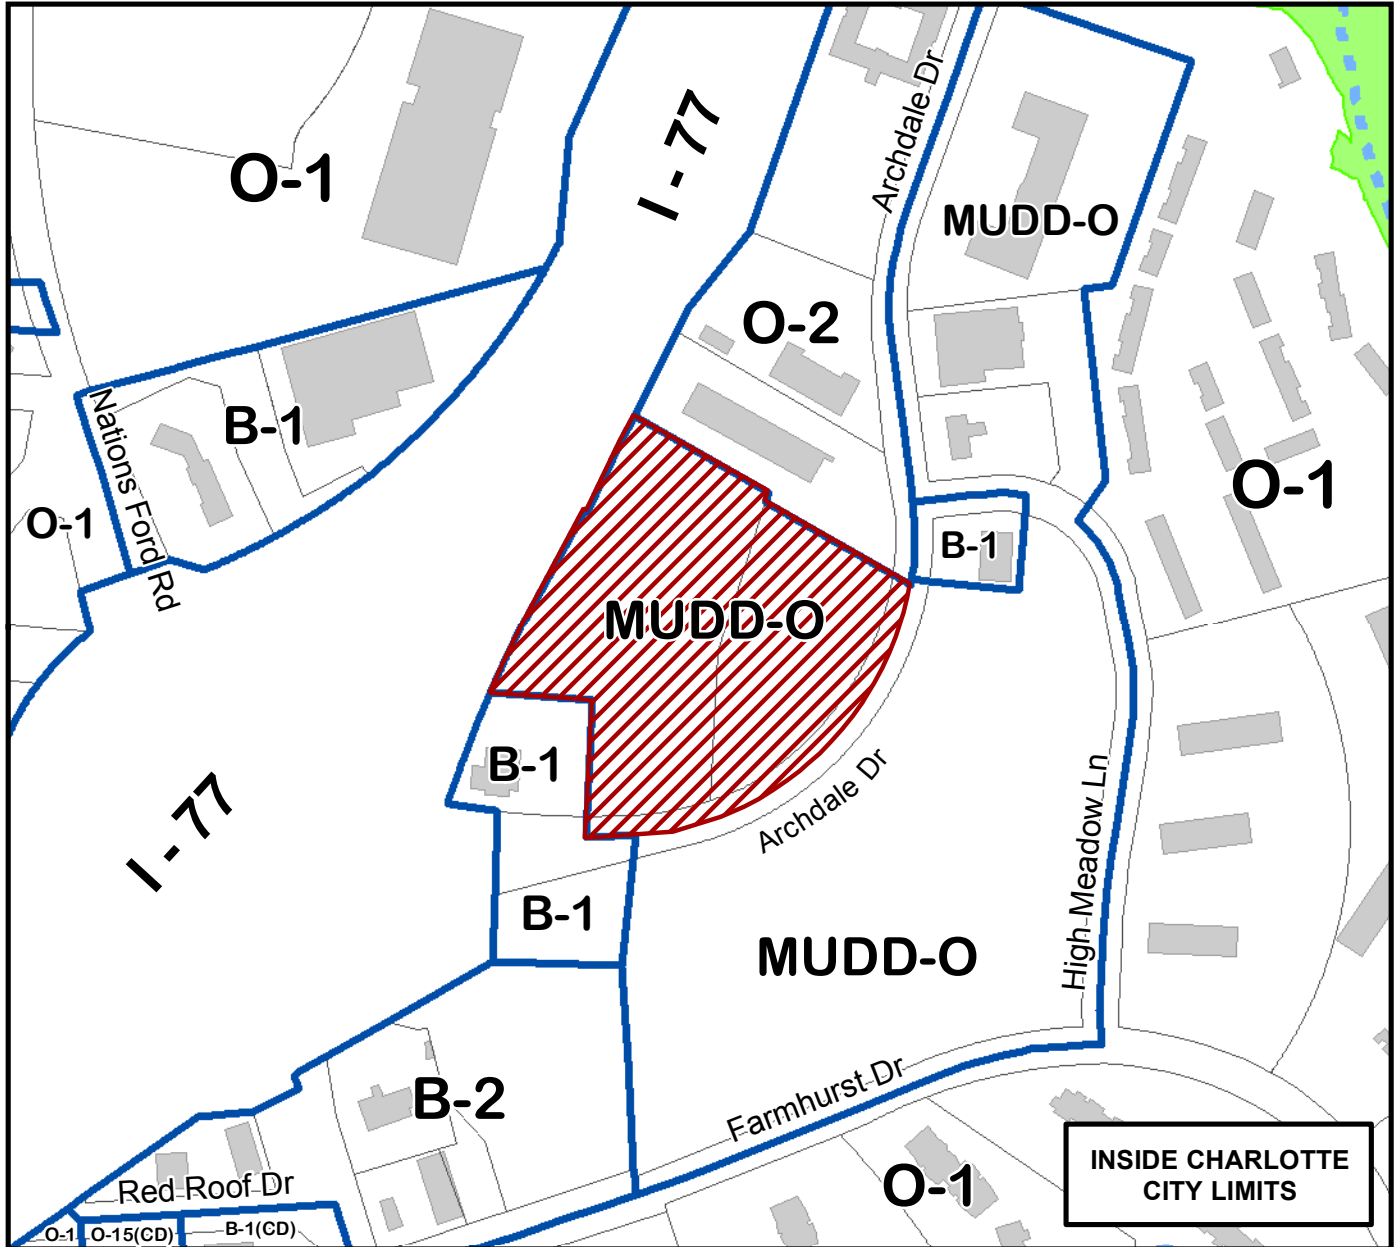 I - 77
Archdale Dr
O-1
MUDD-O
O-2
B-1
Nations Ford Rd
O-1
O-1
B-1
MUDD-O
B-1
Archdale Dr
I - 77
High Meadow Ln
B-1
MUDD-O
B-2
Farmhurst Dr
INSIDE CHARLOTTE
CITY LIMITS
O-1
Red Roof Dr
O-1
O-15(CD)
B-1(CD)